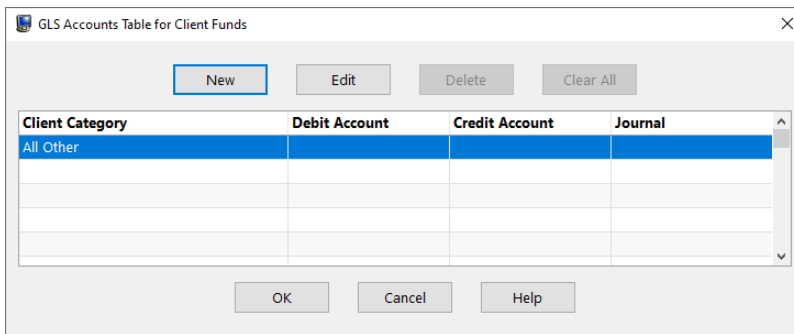 GLS Accounts Table for Client Funds
New Edit Delete Clear All
Client Category Debit Account Credit Account Journal
All Other
OK Cancel Help